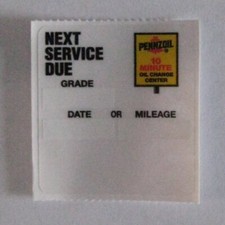 NEXT
SERVICE
DUE
GRADE
DATE OR MILEAGE
PENNZOIL
10
MINUTE
OIL CHANGE
CENTER